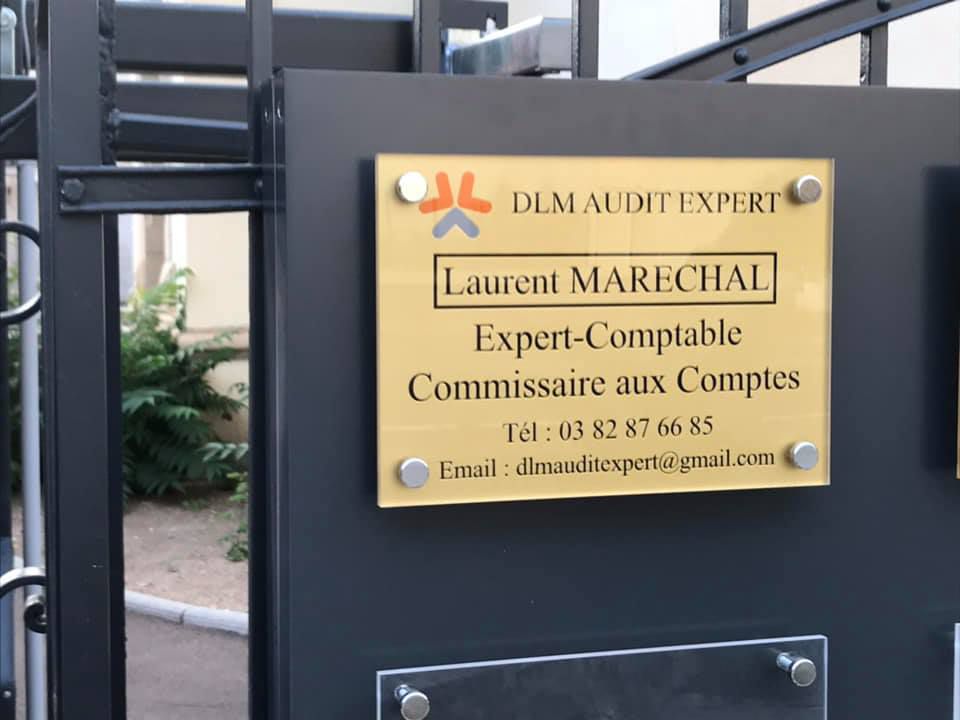 DLM AUDIT EXPERT
Laurent MARECHAL
Expert-Comptable
Commissaire aux Comptes
Tél : 03 82 87 66 85
Email : dlmauditexpert@gmail.com